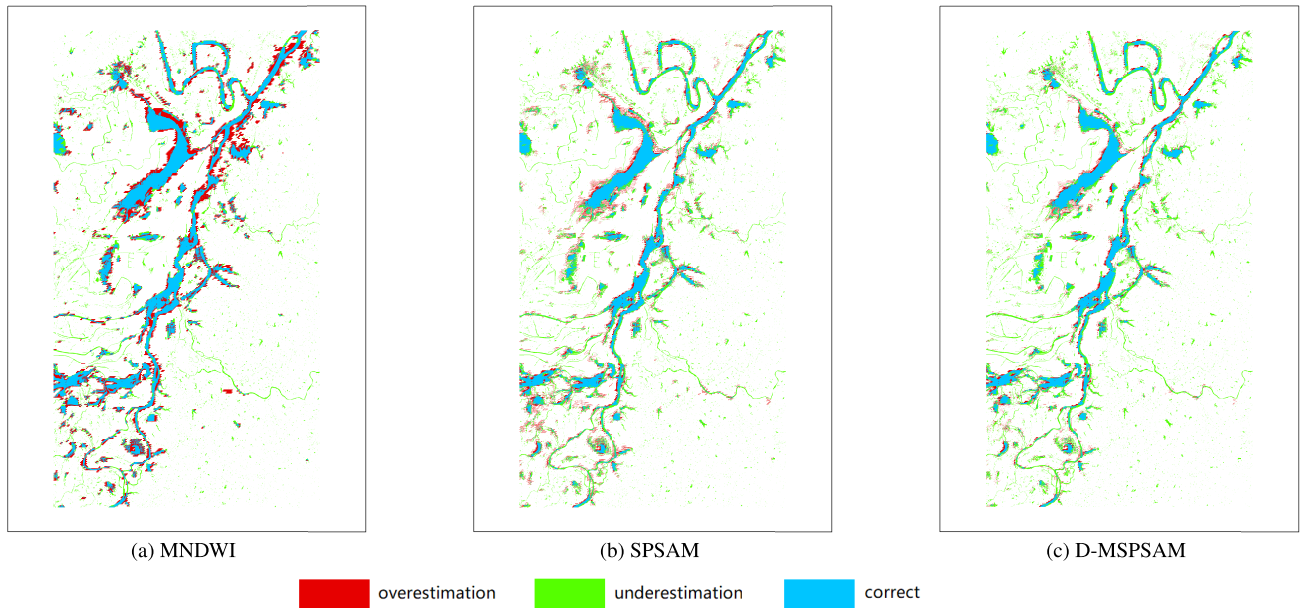 (a) MNDWI
(b) SPSAM
(c) D-MSPSAM
overestimation
underestimation
correct